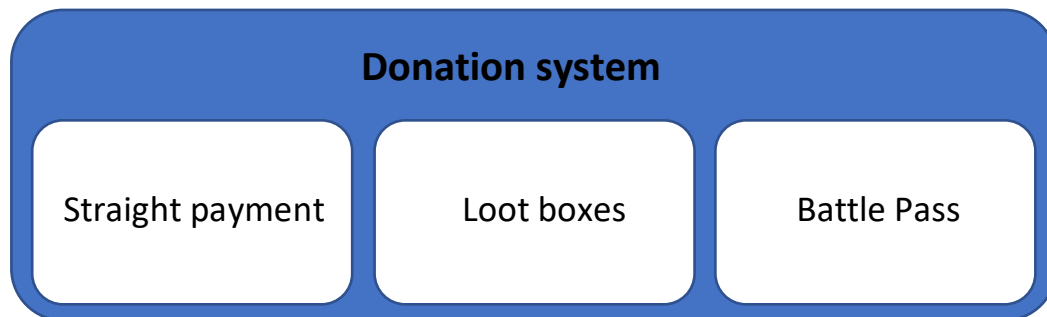 Donation system
Straight payment
Loot boxes
Battle Pass